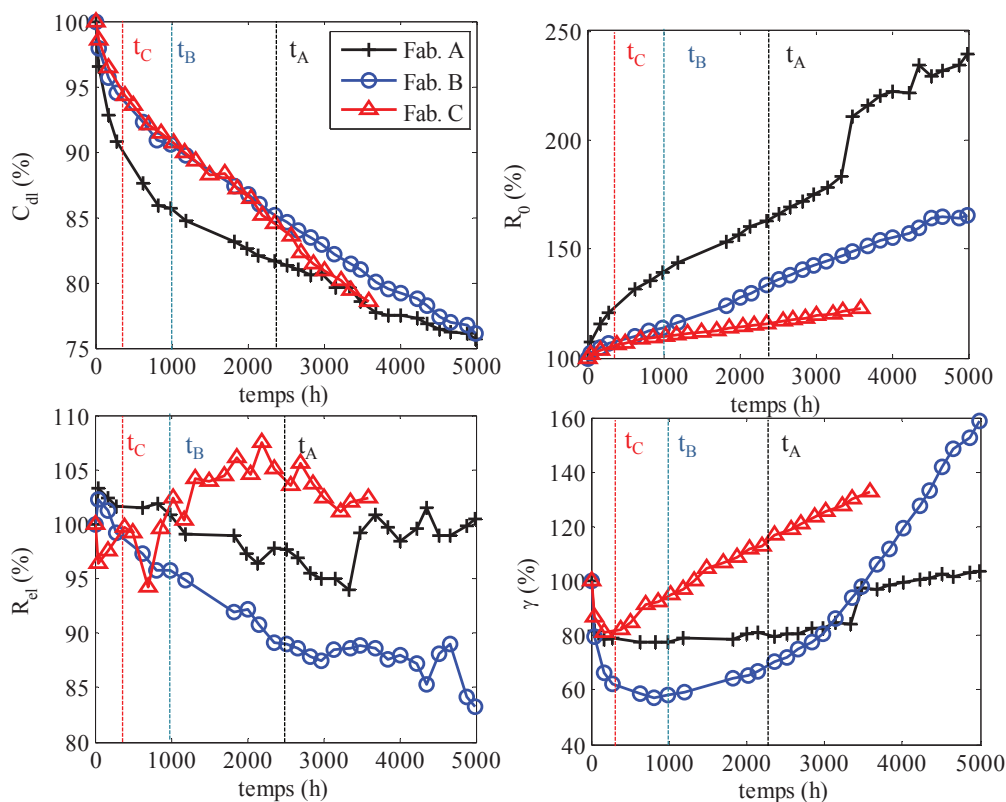 100
95
90
85
80
75
C_dl (%)
t_C
t_B
t_A
Fab. A
Fab. B
Fab. C
0
1000
2000
3000
4000
5000
temps (h)
250
200
150
100
R_0 (%)
t_C
t_B
t_A
0
1000
2000
3000
4000
5000
temps (h)
110
105
100
95
90
85
80
R_el (%)
t_C
t_B
t_A
0
1000
2000
3000
4000
5000
temps (h)
160
140
120
100
80
60
40
γ (%)
t_C
t_B
t_A
0
1000
2000
3000
4000
5000
temps (h)